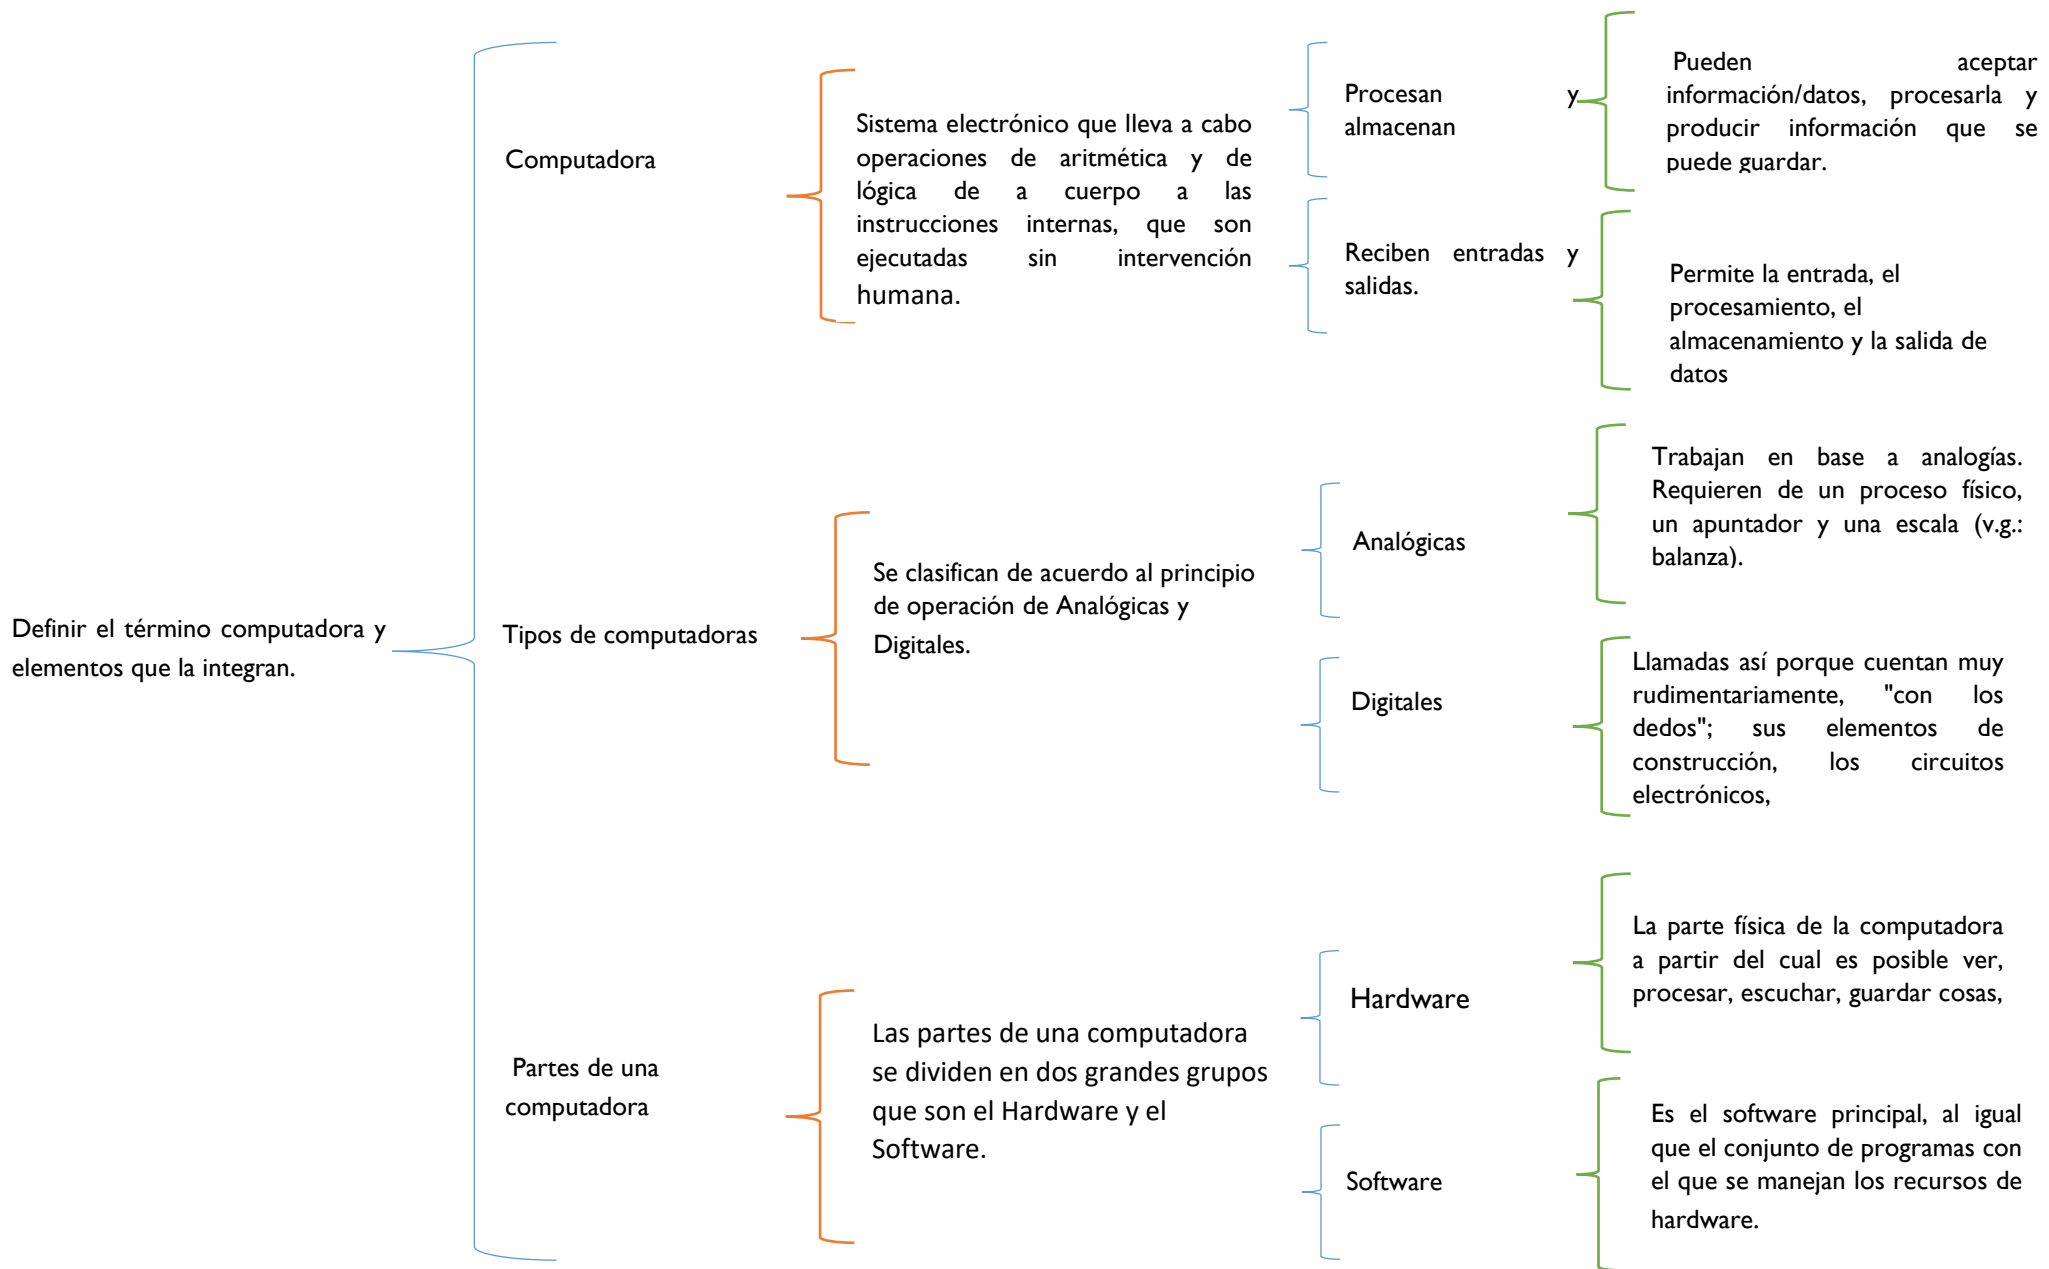 Definir el término computadora y
elementos que la integran.
Computadora
Sistema electrónico que lleva a cabo
operaciones de aritmética y de
lógica de a cuerpo a las
instrucciones internas, que son
ejecutadas sin intervención
humana.
Procesan y
almacenan
Pueden aceptar
información/datos, procesarla y
producir información que se
puede guardar.
Reciben entradas y
salidas.
Permite la entrada, el
procesamiento, el
almacenamiento y la salida de
datos
Tipos de computadoras
Se clasifican de acuerdo al principio
de operación de Analógicas y
Digitales.
Analógicas
Trabajan en base a analogías.
Requieren de un proceso físico,
un apuntador y una escala (v.g.:
balanza).
Digitales
Llamadas así porque cuentan muy
rudimentariamente, "con los
dedos"; sus elementos de
construcción, los circuitos
electrónicos,
Partes de una
computadora
Las partes de una computadora
se dividen en dos grandes grupos
que son el Hardware y el
Software.
Hardware
La parte física de la computadora
a partir del cual es posible ver,
procesar, escuchar, guardar cosas,
Software
Es el software principal, al igual
que el conjunto de programas con
el que se manejan los recursos de
hardware.